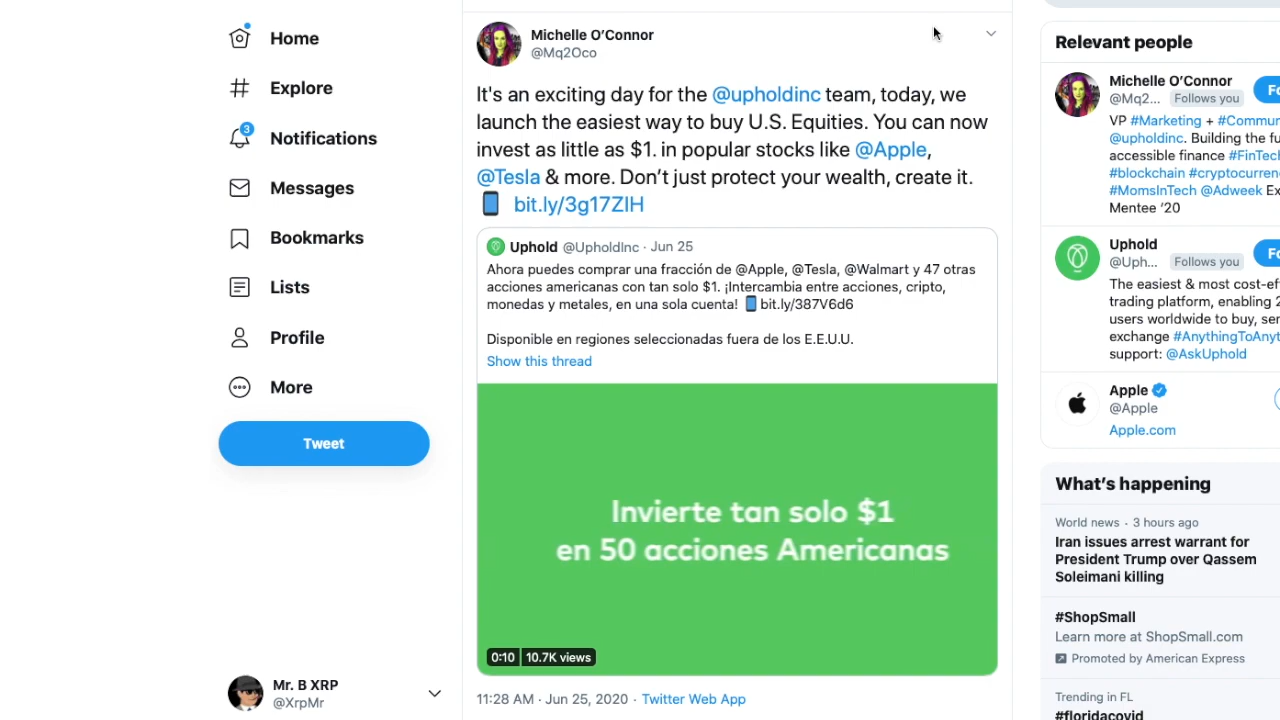 Home
Explore
3
Notifications
Messages
Bookmarks
Lists
Profile
More
Tweet
Mr. B XRP
@XrpMr
Michelle O'Connor
@Mq2Oco
It's an exciting day for the @upholdinc team, today, we
launch the easiest way to buy U.S. Equities. You can now
invest as little as $1. in popular stocks like @Apple,
@Tesla & more. Don't just protect your wealth, create it.
bit.ly/3g17ZIH
Uphold @UpholdInc · Jun 25
Ahora puedes comprar una fracción de @Apple, @Tesla, @Walmart y 47 otras
acciones americanas con tan solo $1. ¡Intercambia entre acciones, cripto,
monedas y metales, en una sola cuenta! bit.ly/387V6d6
Disponible en regiones seleccionadas fuera de los E.E.U.U.
Show this thread
Invierte tan solo $1
en 50 acciones Americanas
0:10 10.7K views
11:28 AM · Jun 25, 2020 · Twitter Web App
Relevant people
Michelle O'Connor
@Mq2... Follows you
VP #Marketing + #Commun
@upholdinc. Building the fu
accessible finance #FinTech
#blockchain #cryptocurren
#MomsInTech @Adweek Ex
Mentee '20
Fo
Uphold
@Uph... Follows you
The easiest & most cost-ef
trading platform, enabling 2
users worldwide to buy, sen
exchange #AnythingToAnyt
support: @AskUphold
Fo
Apple
@Apple
Apple.com
What's happening
World news · 3 hours ago
Iran issues arrest warrant for
President Trump over Qassem
Soleimani killing
#ShopSmall
Learn more at ShopSmall.com
Promoted by American Express
Trending in FL
#floridacovid